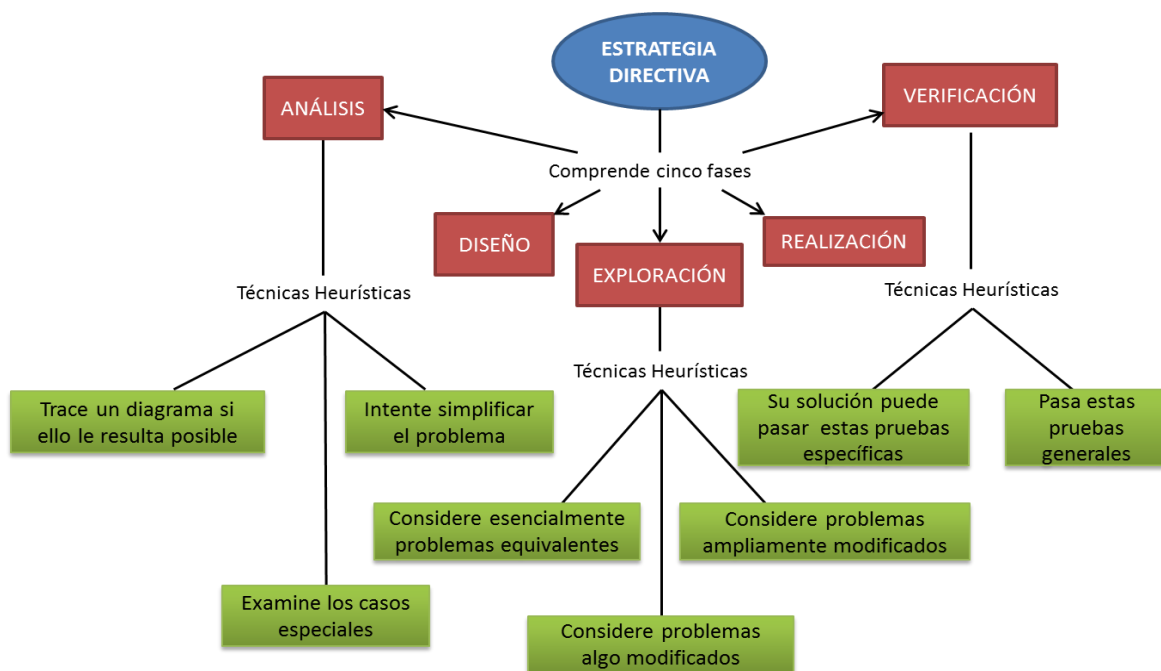 ESTRATEGIA
DIRECTIVA
ANÁLISIS
VERIFICACIÓN
Comprende cinco fases
DISEÑO
EXPLORACIÓN
REALIZACIÓN
Técnicas Heurísticas
Trace un diagrama si
ello le resulta posible
Intente simplificar
el problema
Examine los casos
especiales
Técnicas Heurísticas
Considere esencialmente
problemas equivalentes
Considere problemas
algo modificados
Considere problemas
ampliamente modificados
Técnicas Heurísticas
Su solución puede
pasar estas pruebas
específicas
Pasa estas
pruebas
generales